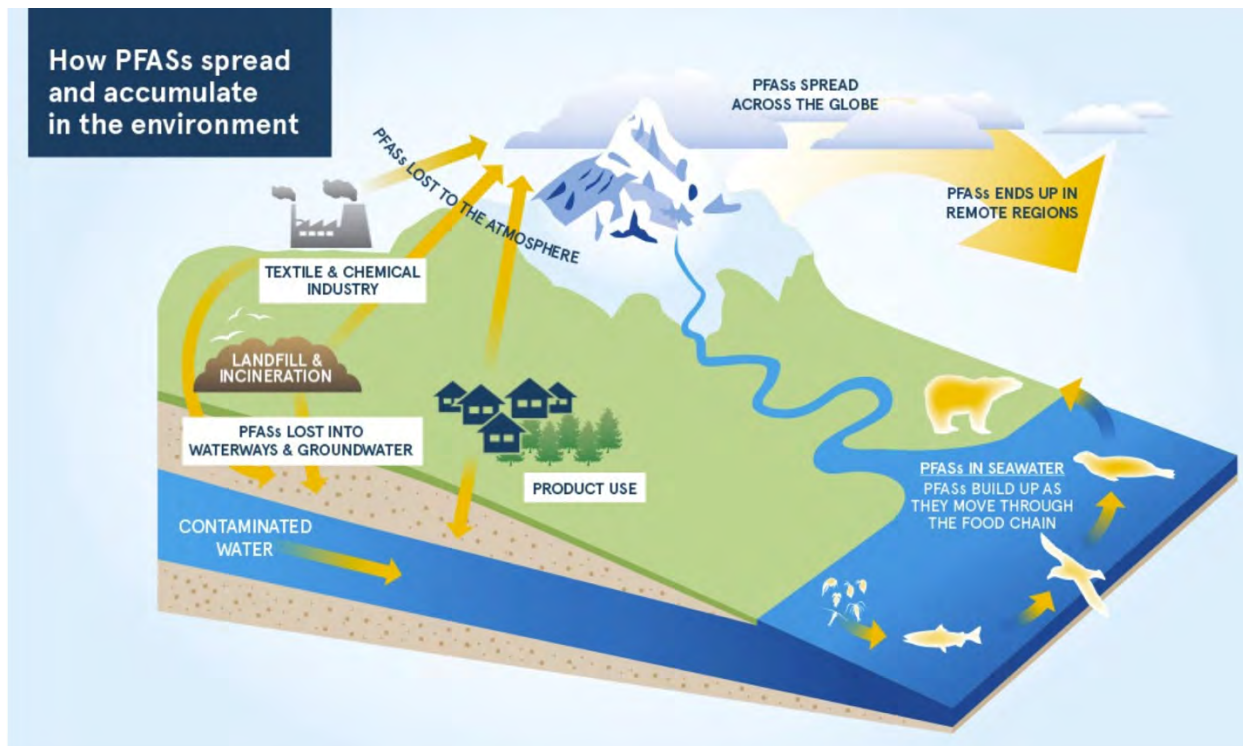 How PFASs spread
and accumulate
in the environment
PFASs SPREAD
ACROSS THE GLOBE
PFASs LOST TO THE ATMOSPHERE
PFASs ENDS UP IN
REMOTE REGIONS
TEXTILE & CHEMICAL
INDUSTRY
LANDFILL &
INCINERATION
PFASs LOST INTO
WATERWAYS & GROUNDWATER
PRODUCT USE
PFASs IN SEAWATER
PFASs BUILD UP AS
THEY MOVE THROUGH
THE FOOD CHAIN
CONTAMINATED
WATER